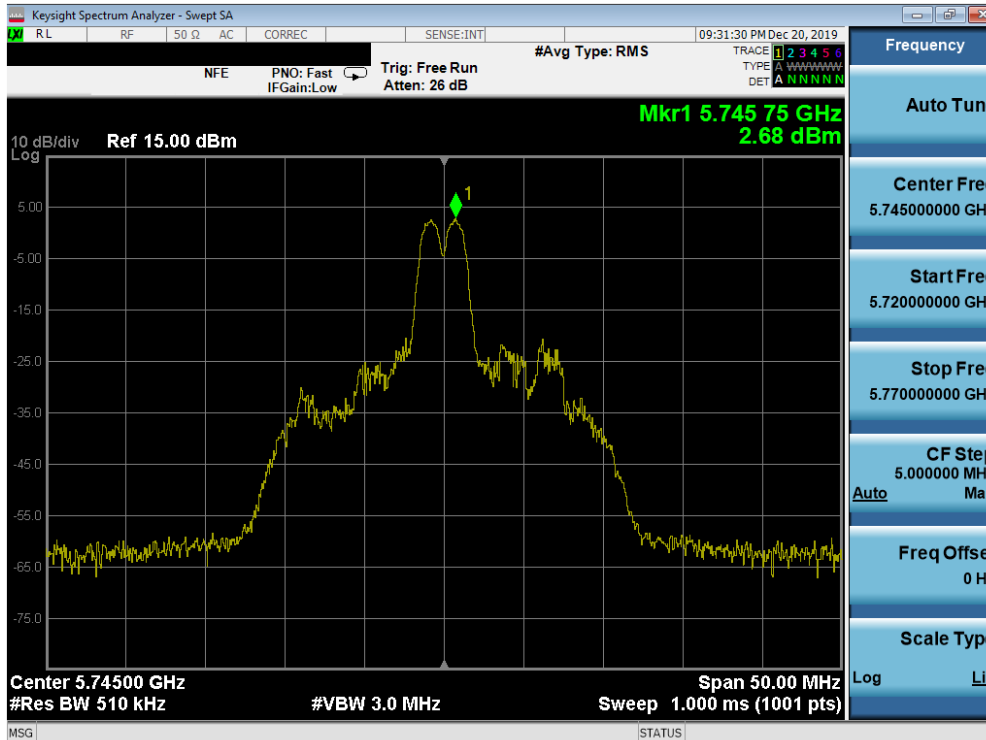 Keysight Spectrum Analyzer - Swept SA
LXI RL RF 50 Ω AC CORREC SENSE:INT 09:31:30 PM Dec 20, 2019
#Avg Type: RMS
TRACE 1 2 3 4 5 6
TYPE A WWWWW
DET A N N N N N
NFE PNO: Fast Trig: Free Run
IFGain:Low Atten: 26 dB
Mkr1 5.745 75 GHz
2.68 dBm
10 dB/div Ref 15.00 dBm
Log
1
5.00
-5.00
-15.0
-25.0
-35.0
-45.0
-55.0
-65.0
-75.0
Center 5.74500 GHz Span 50.00 MHz
#Res BW 510 kHz #VBW 3.0 MHz Sweep 1.000 ms (1001 pts)
MSG STATUS
Frequency
Auto Tun
Center Fre
5.745000000 GH
Start Fre
5.720000000 GH
Stop Fre
5.770000000 GH
CF Step
5.000000 MH
Auto Ma
Freq Offse
0 H
Scale Typ
Log Li